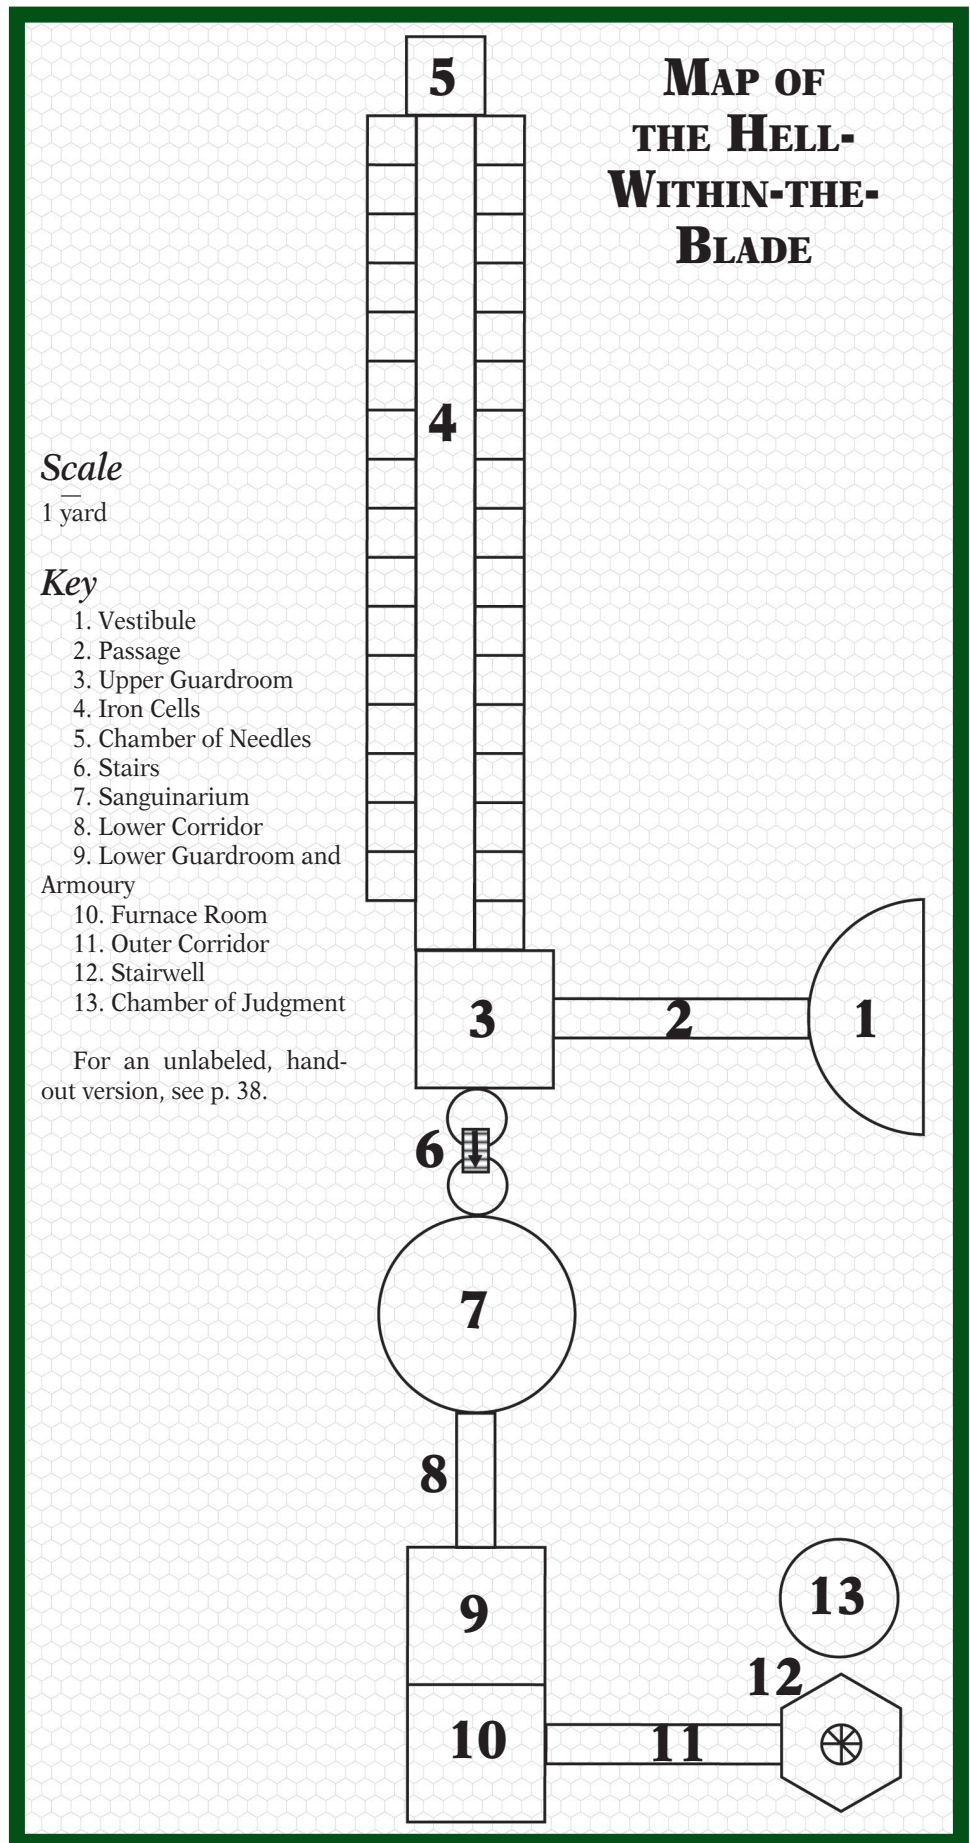 MAP OF
THE HELL-
WITHIN-THE-
BLADE
5
4
Scale
1 yard
Key
1. Vestibule
2. Passage
3. Upper Guardroom
4. Iron Cells
5. Chamber of Needles
6. Stairs
7. Sanguinarium
8. Lower Corridor
9. Lower Guardroom and
Armoury
10. Furnace Room
11. Outer Corridor
12. Stairwell
13. Chamber of Judgment
For an unlabeled, hand-
out version, see p. 38.
3
2
1
6
7
8
9
13
12
10
11